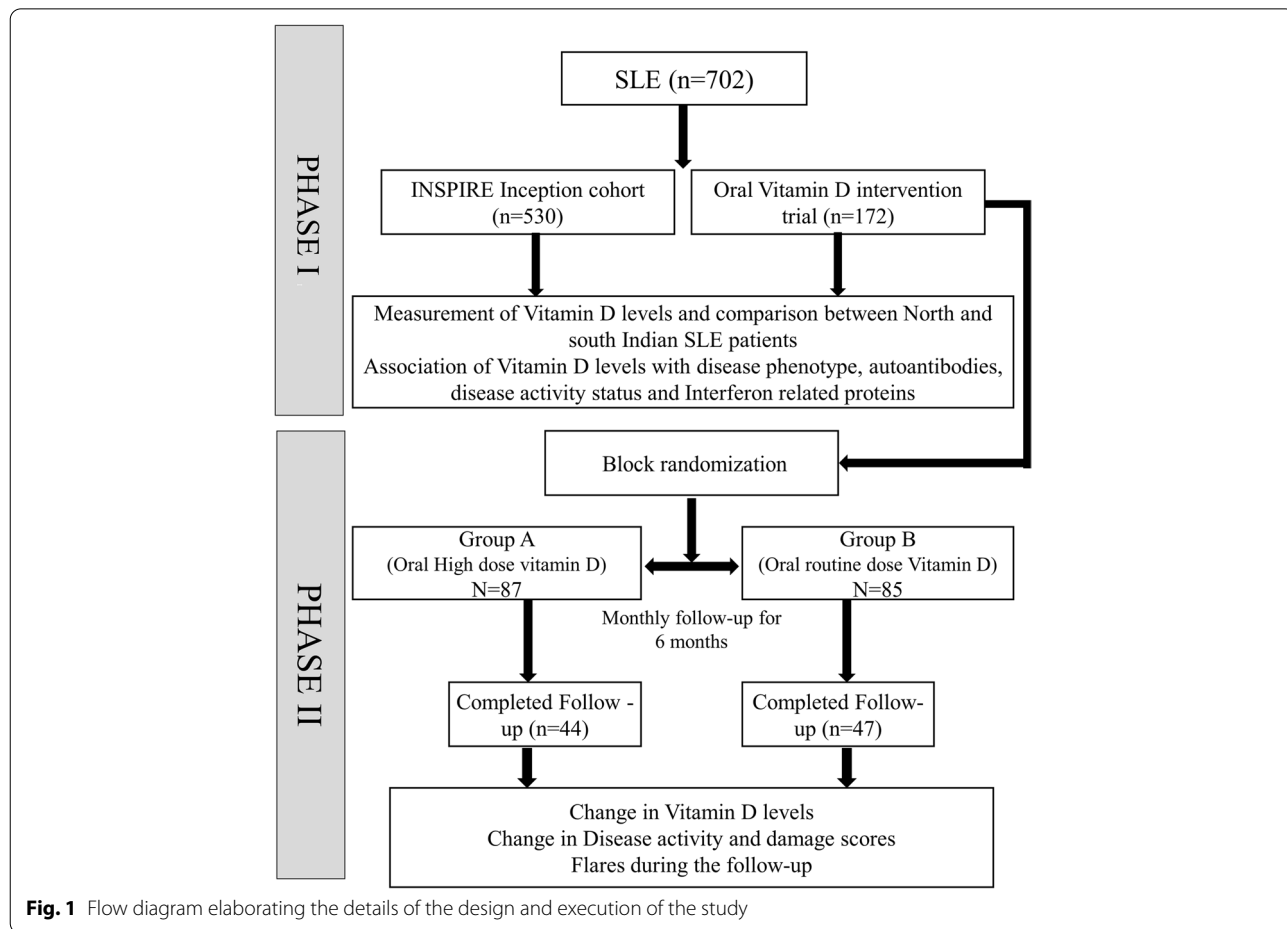 PHASE I
SLE (n=702)
INSPIRE Inception cohort
(n=530)
Oral Vitamin D intervention
trial (n=172)
Measurement of Vitamin D levels and comparison between North and
south Indian SLE patients
Association of Vitamin D levels with disease phenotype, autoantibodies,
disease activity status and Interferon related proteins
PHASE II
Block randomization
Group A
(Oral High dose vitamin D)
N=87
Group B
(Oral routine dose Vitamin D)
N=85
Monthly follow-up for
6 months
Completed Follow -
up (n=44)
Completed Follow-
up (n=47)
Change in Vitamin D levels
Change in Disease activity and damage scores
Flares during the follow-up
Fig. 1 Flow diagram elaborating the details of the design and execution of the study